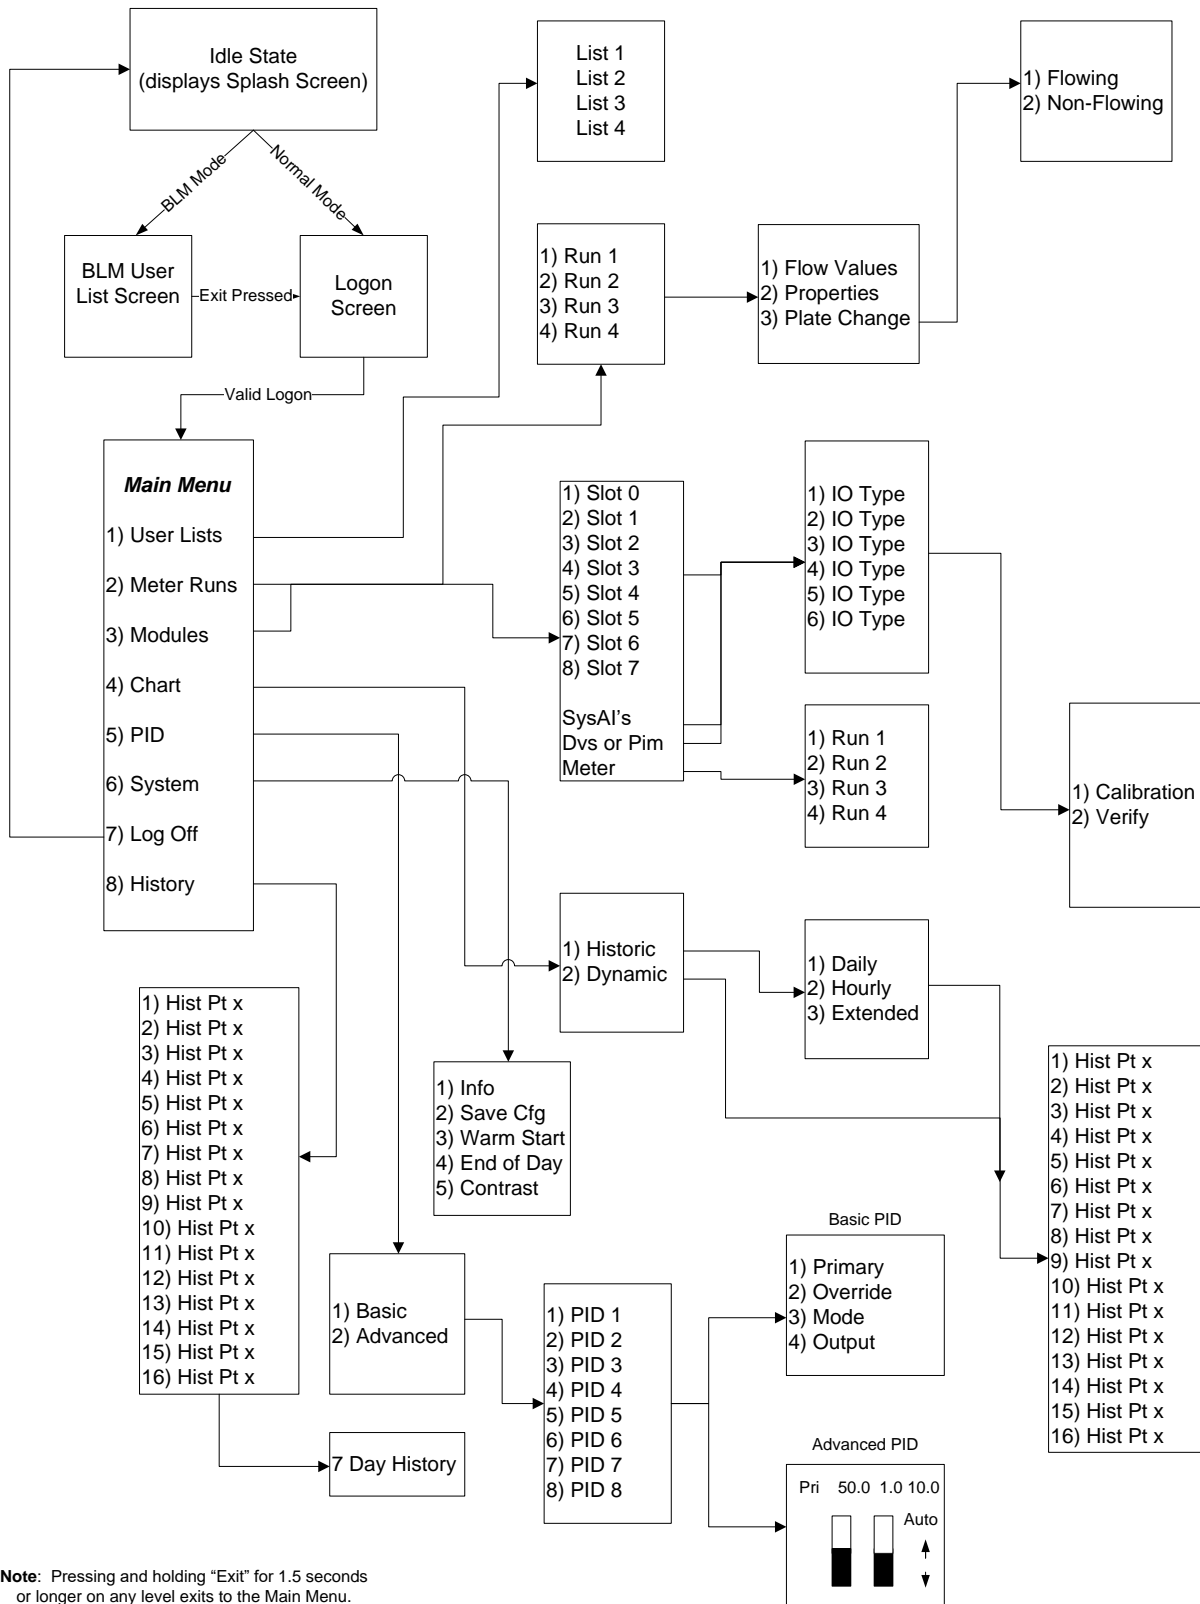 Idle State
(displays Splash Screen)
BLM Mode
Normal Mode
BLM User
List Screen
Exit Pressed
Logon
Screen
Valid Logon
Main Menu
1) User Lists
2) Meter Runs
3) Modules
4) Chart
5) PID
6) System
7) Log Off
8) History
List 1
List 2
List 3
List 4
1) Run 1
2) Run 2
3) Run 3
4) Run 4
1) Flow Values
2) Properties
3) Plate Change
1) Flowing
2) Non-Flowing
1) Slot 0
2) Slot 1
3) Slot 2
4) Slot 3
5) Slot 4
6) Slot 5
7) Slot 6
8) Slot 7
SysAI's
Dvs or Pim
Meter
1) IO Type
2) IO Type
3) IO Type
4) IO Type
5) IO Type
6) IO Type
1) Run 1
2) Run 2
3) Run 3
4) Run 4
1) Calibration
2) Verify
1) Historic
2) Dynamic
1) Daily
2) Hourly
3) Extended
1) Hist Pt x
2) Hist Pt x
3) Hist Pt x
4) Hist Pt x
5) Hist Pt x
6) Hist Pt x
7) Hist Pt x
8) Hist Pt x
9) Hist Pt x
10) Hist Pt x
11) Hist Pt x
12) Hist Pt x
13) Hist Pt x
14) Hist Pt x
15) Hist Pt x
16) Hist Pt x
1) Hist Pt x
2) Hist Pt x
3) Hist Pt x
4) Hist Pt x
5) Hist Pt x
6) Hist Pt x
7) Hist Pt x
8) Hist Pt x
9) Hist Pt x
10) Hist Pt x
11) Hist Pt x
12) Hist Pt x
13) Hist Pt x
14) Hist Pt x
15) Hist Pt x
16) Hist Pt x
7 Day History
1) Info
2) Save Cfg
3) Warm Start
4) End of Day
5) Contrast
1) Basic
2) Advanced
1) PID 1
2) PID 2
3) PID 3
4) PID 4
5) PID 5
6) PID 6
7) PID 7
8) PID 8
Basic PID
1) Primary
2) Override
3) Mode
4) Output
Advanced PID
Pri 50.0 1.0 10.0
Auto
Note: Pressing and holding “Exit” for 1.5 seconds
or longer on any level exits to the Main Menu.